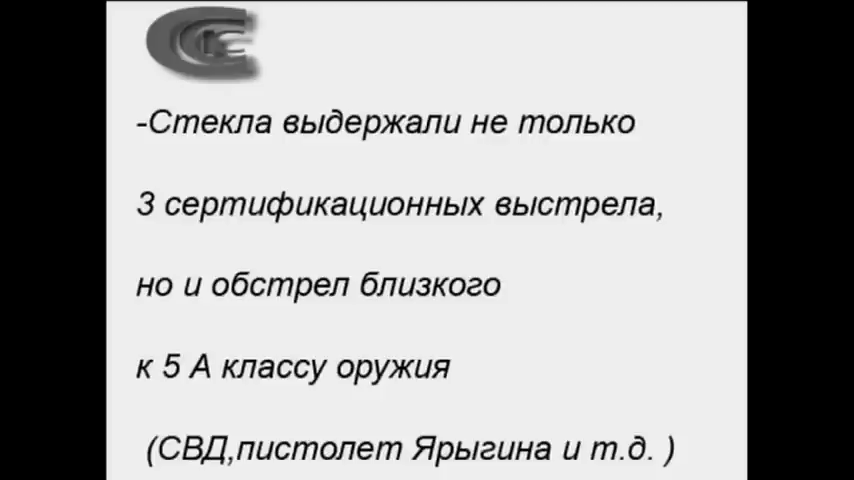 -Стекла выдержали не только
3 сертификационных выстрела,
но и обстрел близкого
к 5 А классу оружия
(СВД,пистолет Ярыгина и т.д. )